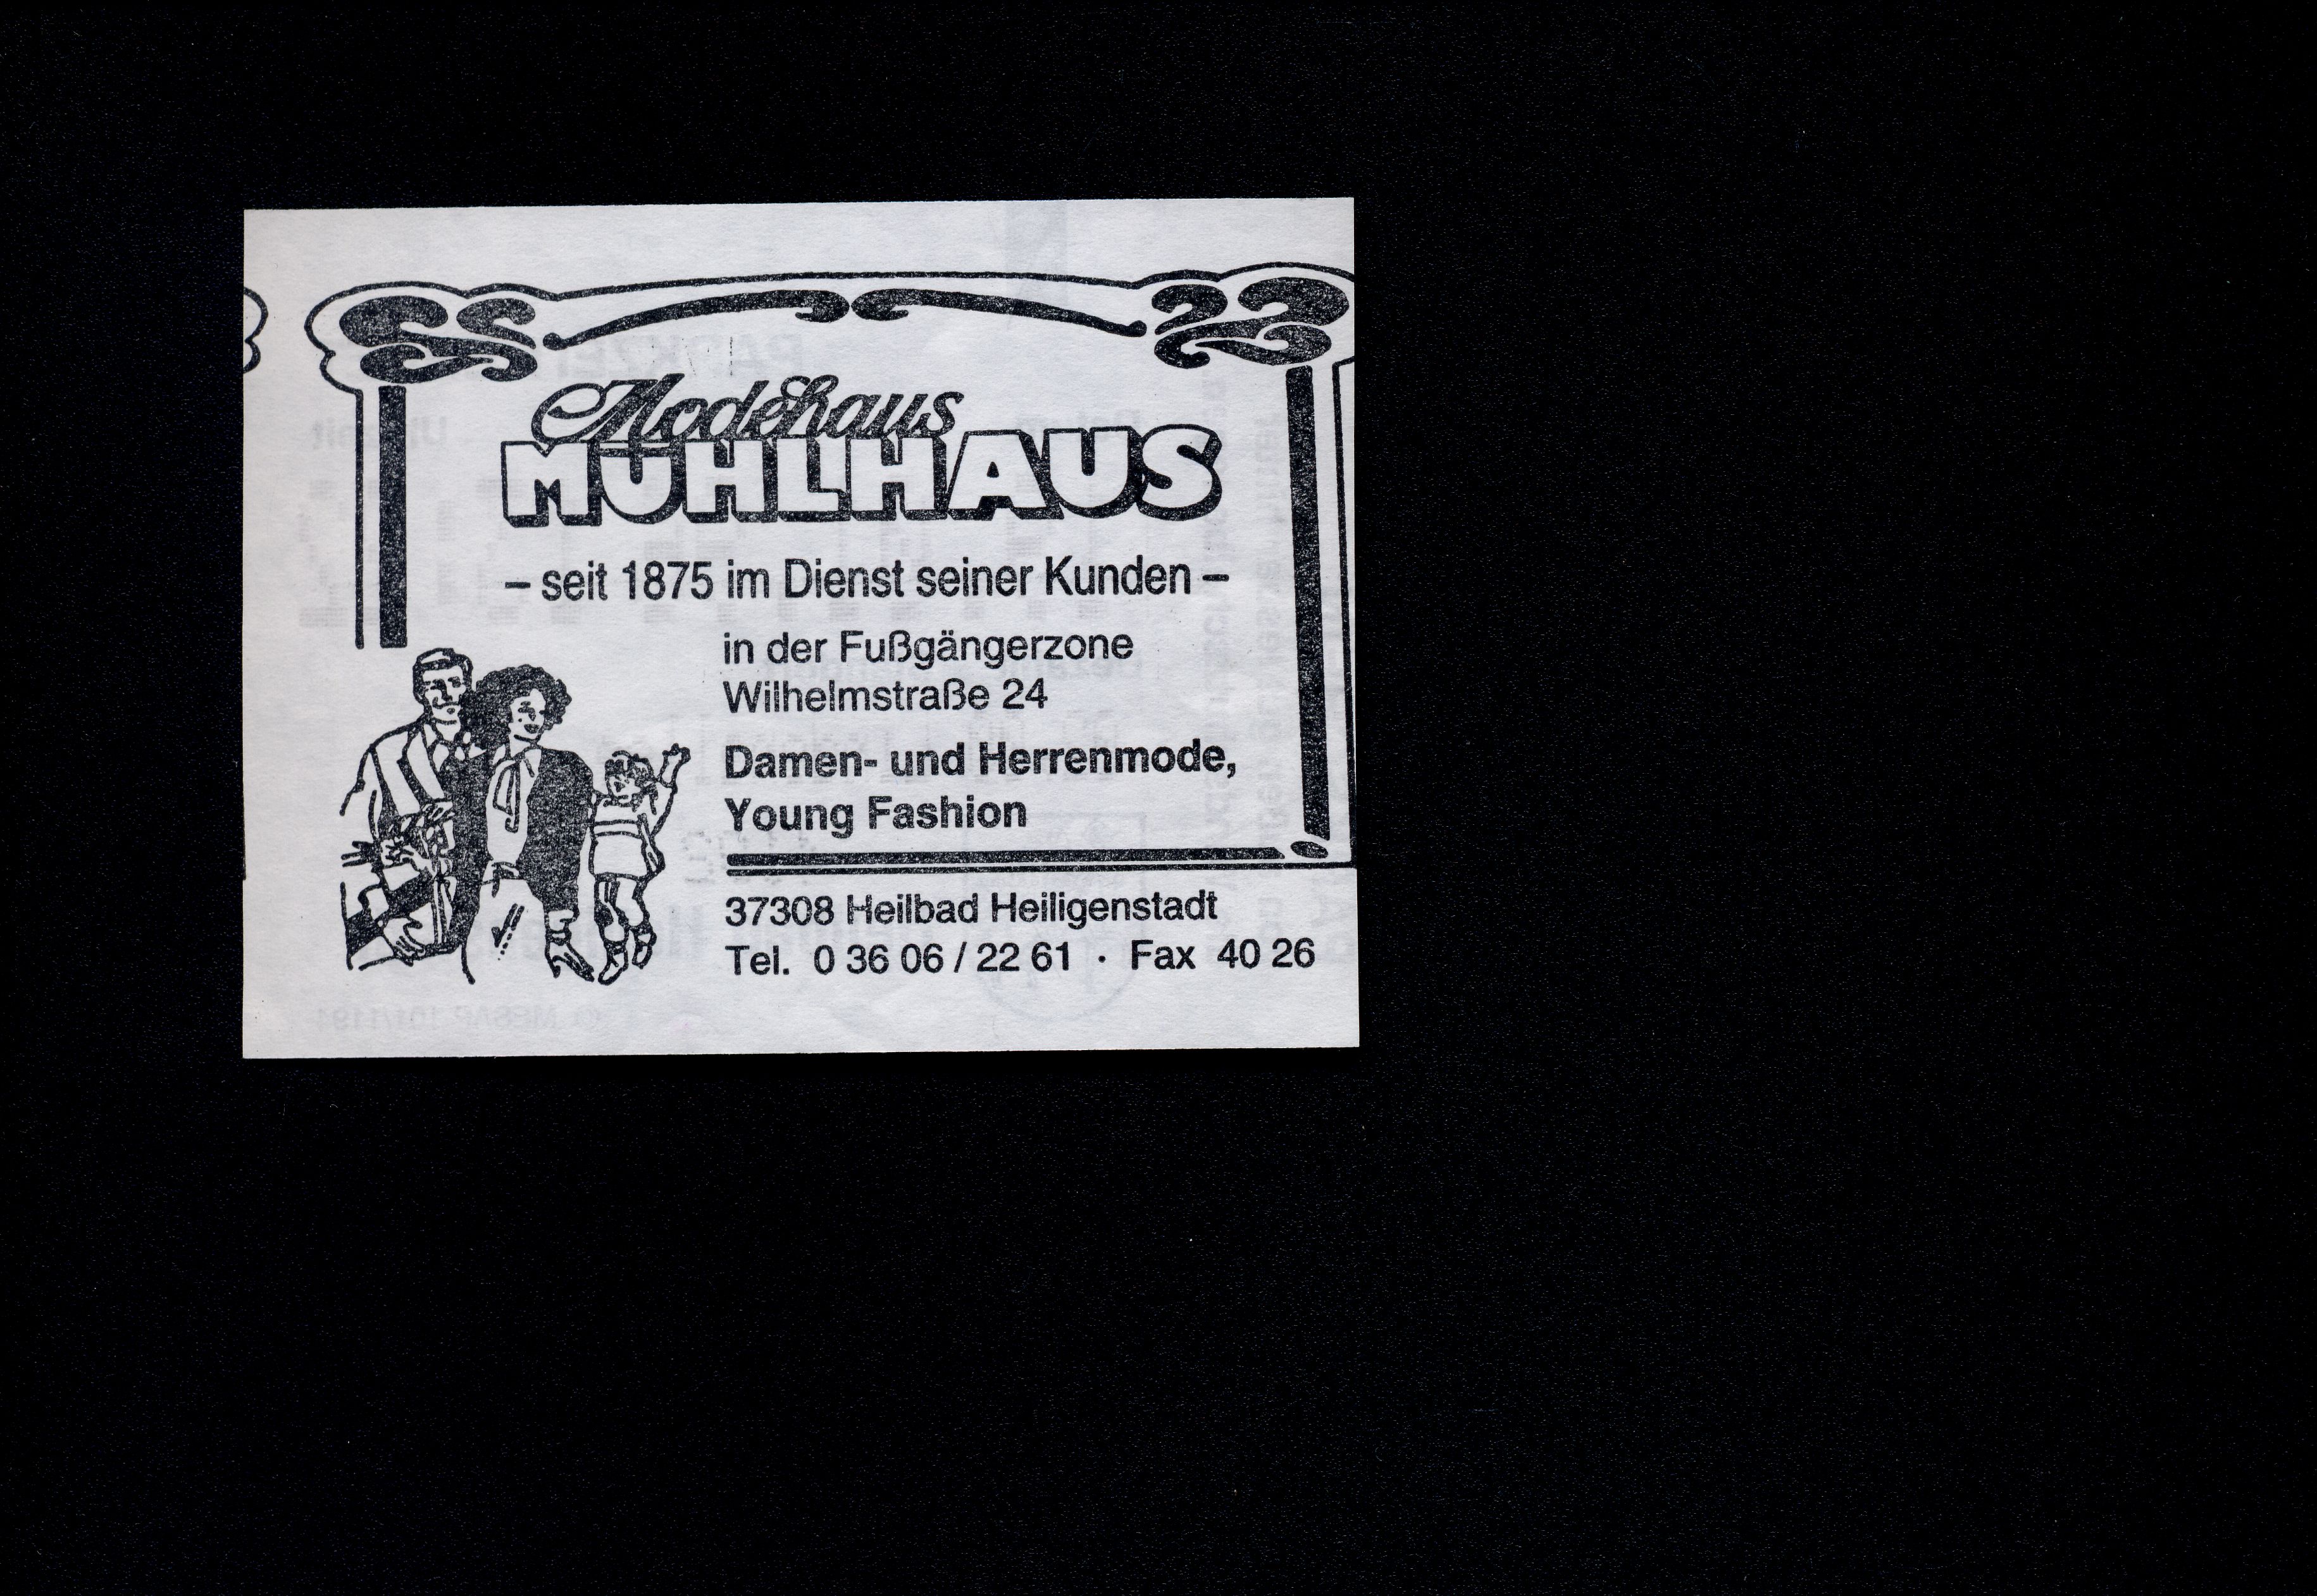 Modehaus
MÜHLHAUS
– seit 1875 im Dienst seiner Kunden –
in der Fußgängerzone
Wilhelmstraße 24
Damen- und Herrenmode,
Young Fashion
37308 Heilbad Heiligenstadt
Tel. 0 36 06 / 22 61 · Fax 40 26